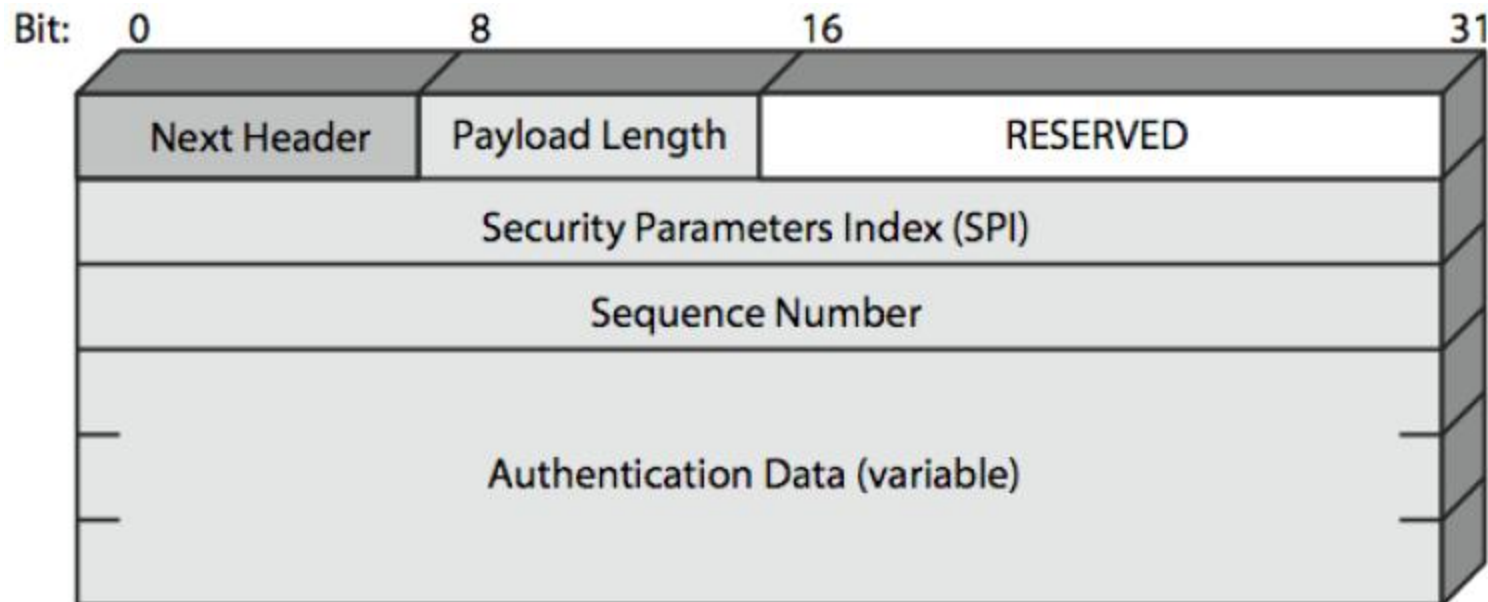 Bit: 0 8 16 31
Next Header Payload Length RESERVED
Security Parameters Index (SPI)
Sequence Number
Authentication Data (variable)